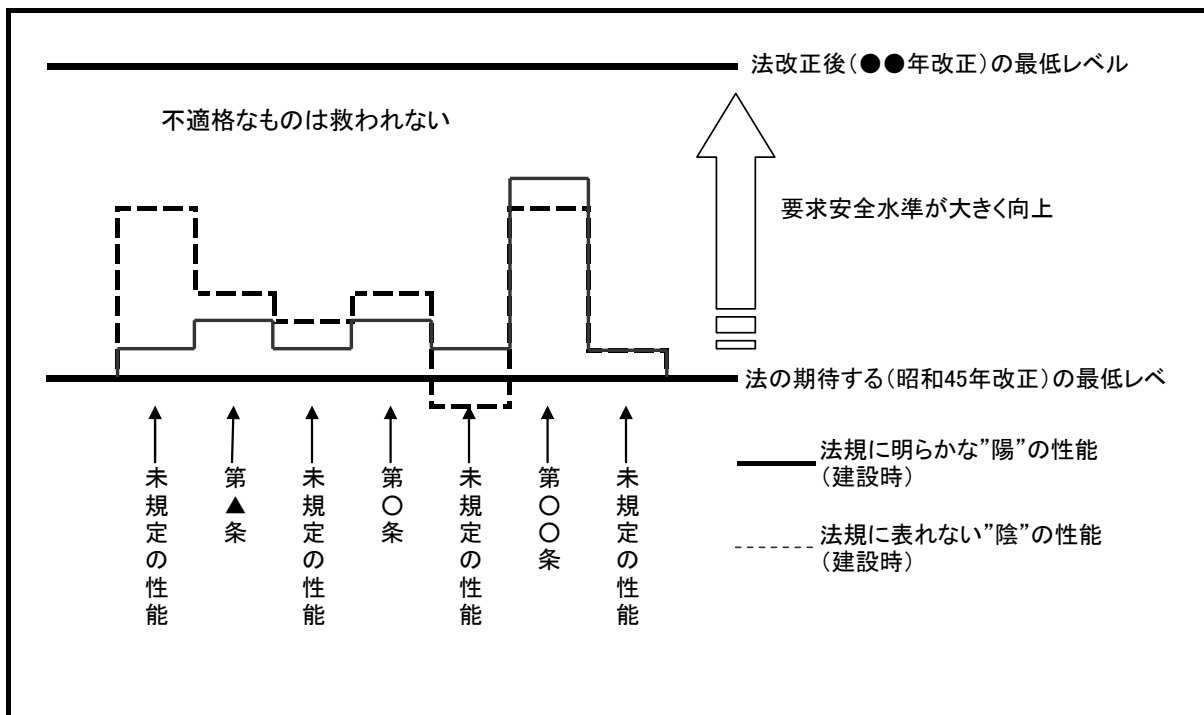 法改正後（●●年改正）の最低レベル
不適格なものは救われない
要求安全水準が大きく向上
法の期待する（昭和45年改正）の最低レベ
未規定の性能
第▲条
未規定の性能
第〇条
未規定の性能
第〇〇条
未規定の性能
法規に明らかな”陽”の性能
（建設時）
法規に表れない”陰”の性能
（建設時）